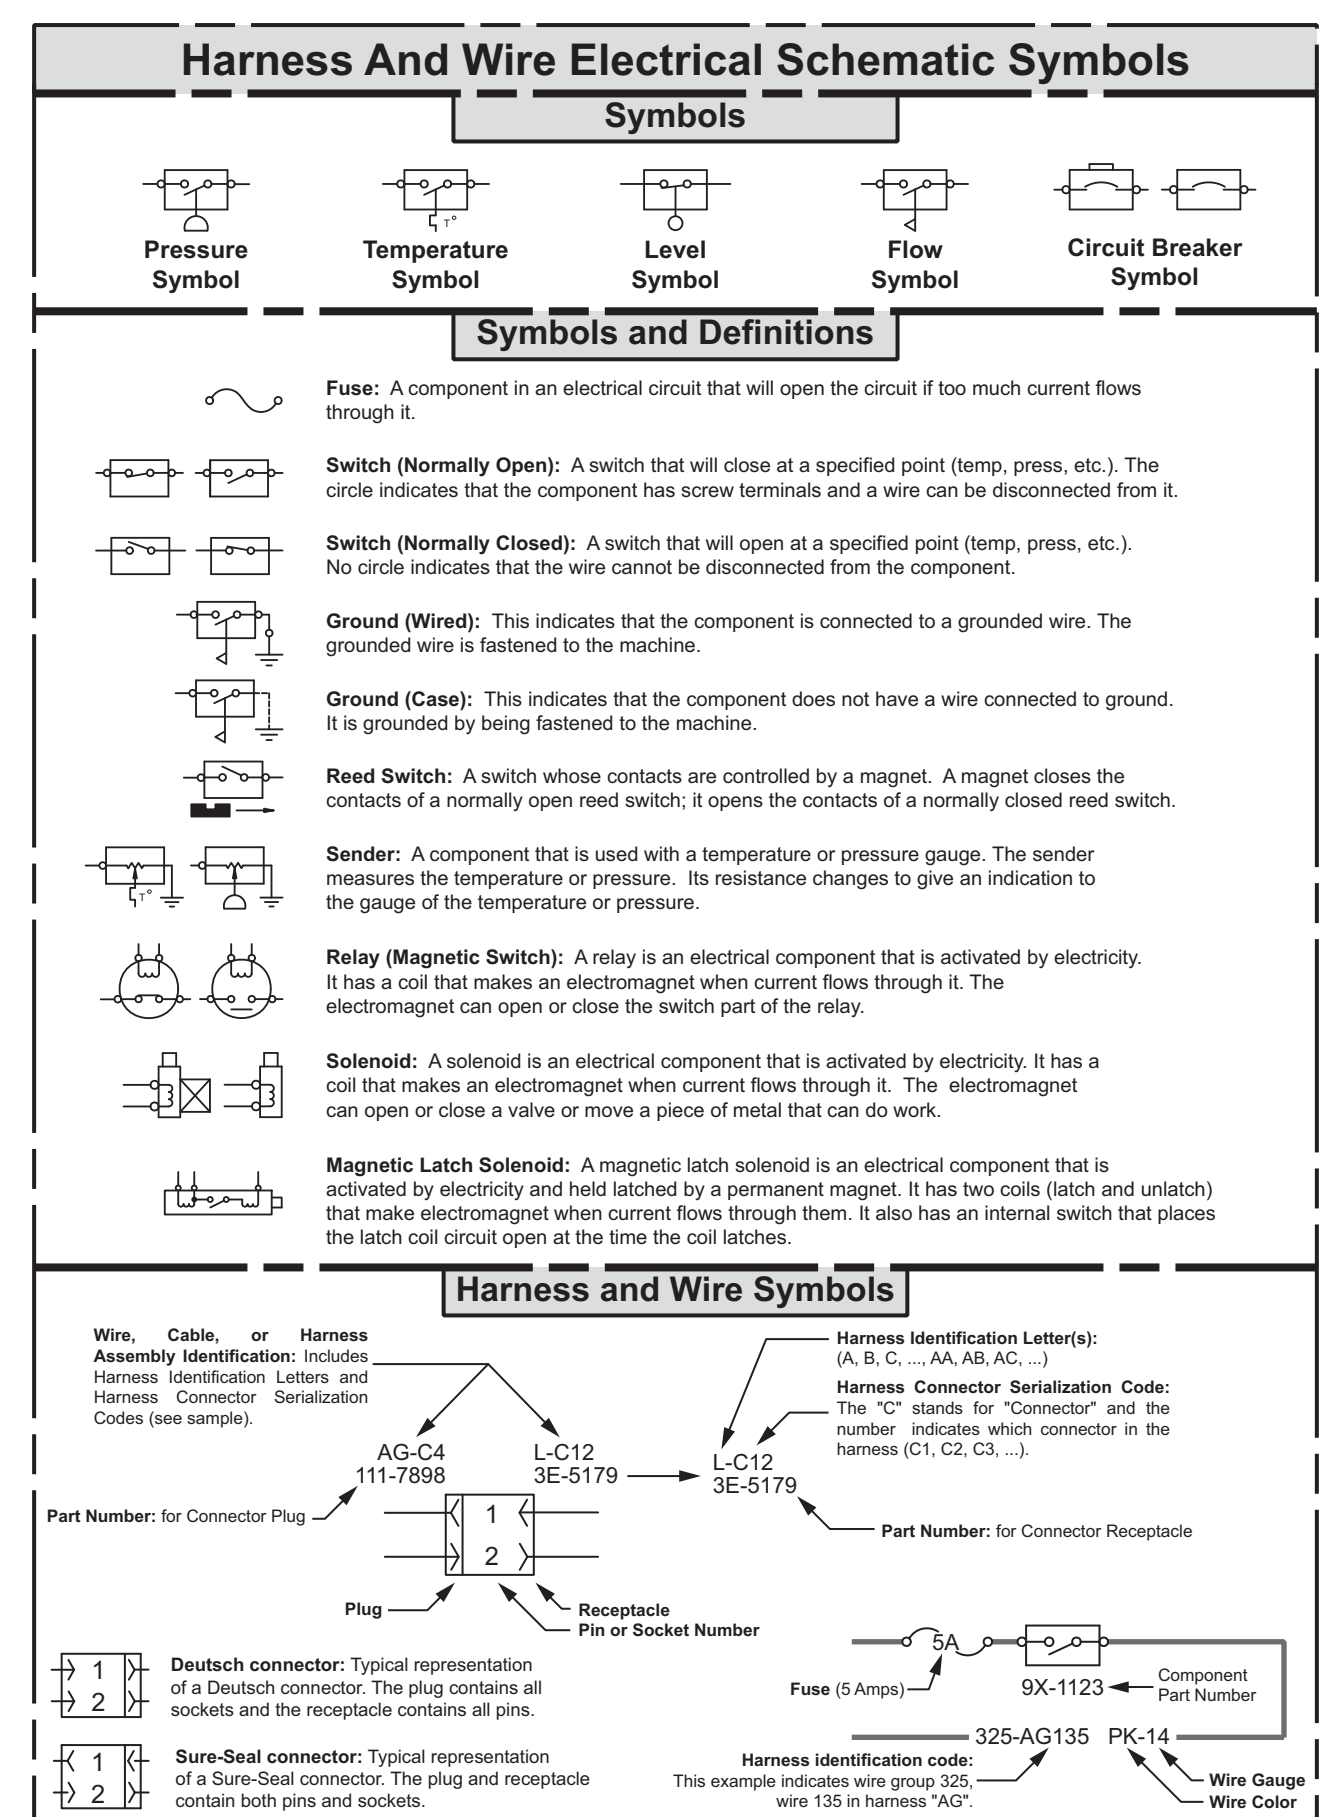 Harness And Wire Electrical Schematic Symbols
Symbols
T°
Pressure
Symbol
Temperature
Symbol
Level
Symbol
Flow
Symbol
Circuit Breaker
Symbol
Symbols and Definitions
Fuse: A component in an electrical circuit that will open the circuit if too much current flows
through it.
Switch (Normally Open): A switch that will close at a specified point (temp, press, etc.). The
circle indicates that the component has screw terminals and a wire can be disconnected from it.
Switch (Normally Closed): A switch that will open at a specified point (temp, press, etc.).
No circle indicates that the wire cannot be disconnected from the component.
Ground (Wired): This indicates that the component is connected to a grounded wire. The
grounded wire is fastened to the machine.
Ground (Case): This indicates that the component does not have a wire connected to ground.
It is grounded by being fastened to the machine.
Reed Switch: A switch whose contacts are controlled by a magnet. A magnet closes the
contacts of a normally open reed switch; it opens the contacts of a normally closed reed switch.
T°
Sender: A component that is used with a temperature or pressure gauge. The sender
measures the temperature or pressure. Its resistance changes to give an indication to
the gauge of the temperature or pressure.
Relay (Magnetic Switch): A relay is an electrical component that is activated by electricity.
It has a coil that makes an electromagnet when current flows through it. The
electromagnet can open or close the switch part of the relay.
Solenoid: A solenoid is an electrical component that is activated by electricity. It has a
coil that makes an electromagnet when current flows through it. The electromagnet
can open or close a valve or move a piece of metal that can do work.
Magnetic Latch Solenoid: A magnetic latch solenoid is an electrical component that is
activated by electricity and held latched by a permanent magnet. It has two coils (latch and unlatch)
that make electromagnet when current flows through them. It also has an internal switch that places
the latch coil circuit open at the time the coil latches.
Harness and Wire Symbols
Wire, Cable, or Harness
Assembly Identification: Includes
Harness Identification Letters and
Harness Connector Serialization
Codes (see sample).
Harness Identification Letter(s):
(A, B, C, ..., AA, AB, AC, ...)
Harness Connector Serialization Code:
The "C" stands for "Connector" and the
number indicates which connector in the
harness (C1, C2, C3, ...).
AG-C4
111-7898
L-C12
3E-5179
L-C12
3E-5179
Part Number: for Connector Plug
1
2
Part Number: for Connector Receptacle
Plug
Receptacle
Pin or Socket Number
1
2
Deutsch connector: Typical representation
of a Deutsch connector. The plug contains all
sockets and the receptacle contains all pins.
1
2
Sure-Seal connector: Typical representation
of a Sure-Seal connector. The plug and receptacle
contain both pins and sockets.
5A
Fuse (5 Amps)
9X-1123
Component
Part Number
325-AG135 PK-14
Harness identification code:
This example indicates wire group 325,
wire 135 in harness "AG".
Wire Gauge
Wire Color